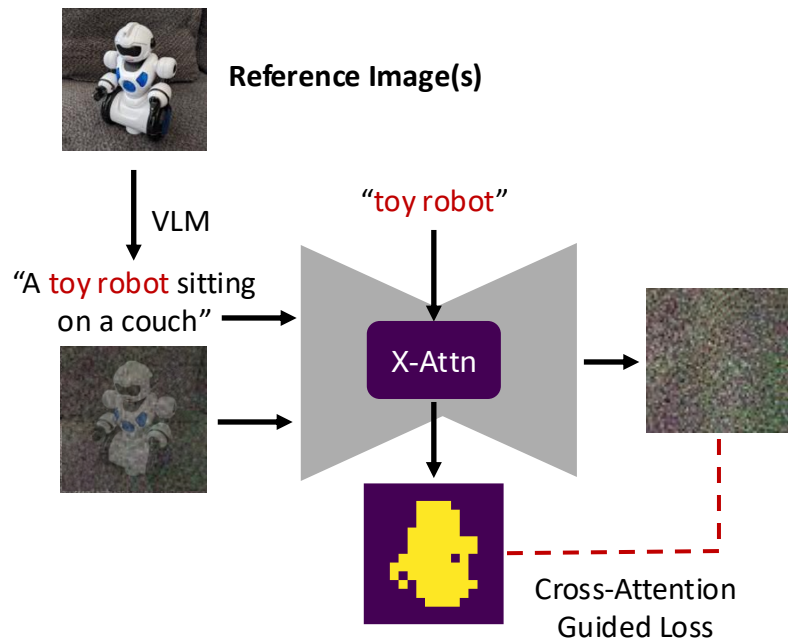 Reference Image(s)
VLM
“toy robot”
“A toy robot sitting
on a couch”
X-Attn
Cross-Attention
Guided Loss